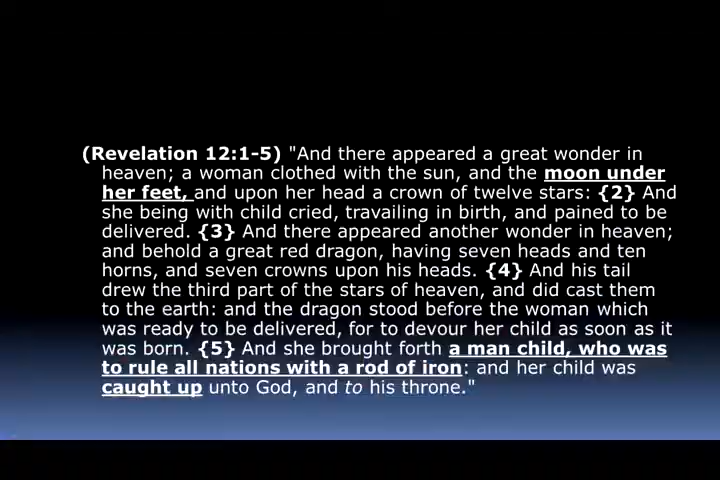 (Revelation 12:1-5) "And there appeared a great wonder in
heaven; a woman clothed with the sun, and the moon under
her feet, and upon her head a crown of twelve stars: {2} And
she being with child cried, travailing in birth, and pained to be
delivered. {3} And there appeared another wonder in heaven;
and behold a great red dragon, having seven heads and ten
horns, and seven crowns upon his heads. {4} And his tail
drew the third part of the stars of heaven, and did cast them
to the earth: and the dragon stood before the woman which
was ready to be delivered, for to devour her child as soon as it
was born. {5} And she brought forth a man child, who was
to rule all nations with a rod of iron: and her child was
caught up unto God, and to his throne."